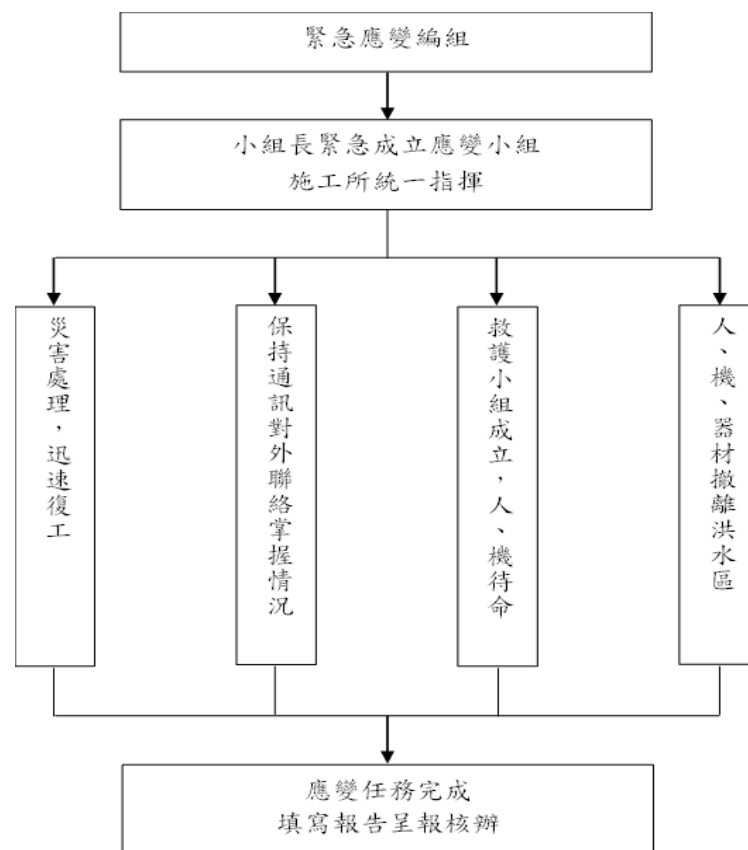 緊急應變編組
小組長緊急成立應變小組
施工所統一指揮
災害處理，迅速復工
保持通訊對外聯絡掌握情況
救護小組成立，人、機待命
人、機、器材撤離洪水區
應變任務完成
填寫報告呈報核辦